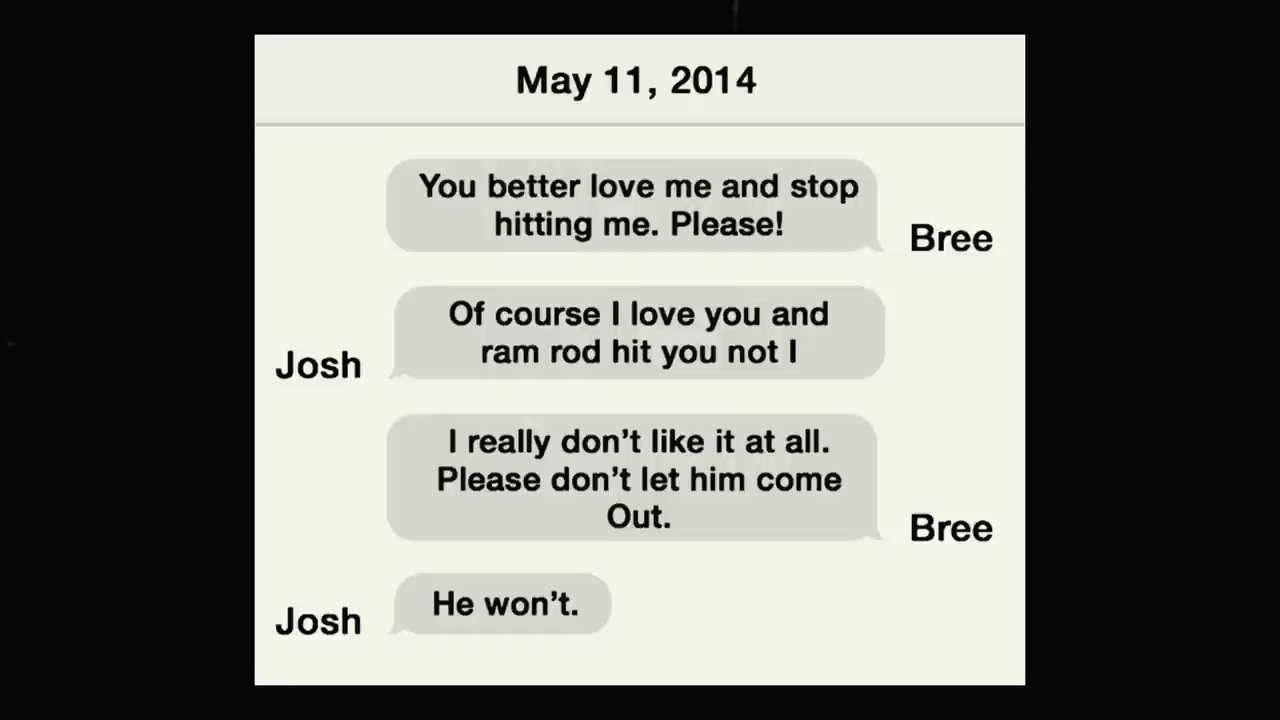 May 11, 2014
You better love me and stop
hitting me. Please!
Bree
Of course I love you and
ram rod hit you not I
Josh
I really don't like it at all.
Please don't let him come
Out.
Bree
He won't.
Josh